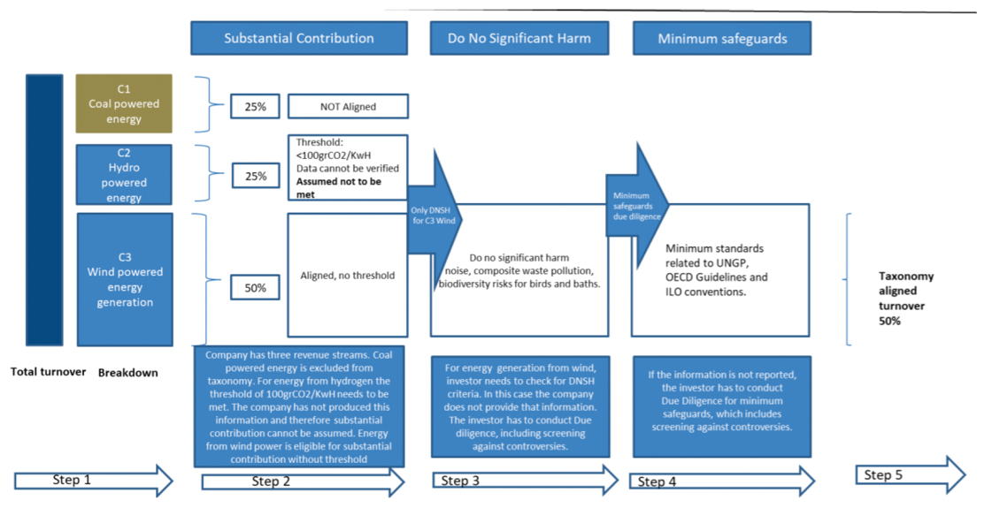 Substantial Contribution
Do No Significant Harm
Minimum safeguards
C1
Coal powered
energy
25%
NOT Aligned
C2
Hydro
powered
energy
25%
Threshold:
<100grCO2/KwH
Data cannot be verified
Assumed not to be
met
Only DNSH
for C3 Wind
Minimum
safeguards
due diligence
C3
Wind powered
energy
generation
50%
Aligned, no threshold
Do no significant harm
noise, composite waste pollution,
biodiversity risks for birds and baths.
Minimum standards
related to UNGP,
OECD Guidelines and
ILO conventions.
Taxonomy
aligned
turnover
50%
Total turnover
Breakdown
Company has three revenue streams. Coal
powered energy is excluded from
taxonomy. For energy from hydrogen the
threshold of 100grCO2/KwH needs to be
met. The company has not produced this
information and therefore substantial
contribution cannot be assumed. Energy
from wind power is eligible for substantial
contribution without threshold
For energy generation from wind,
investor needs to check for DNSH
criteria. In this case the company
does not provide that information.
The investor has to conduct Due
diligence, including screening
against controversies.
If the information is not reported,
the investor has to conduct
Due Diligence for minimum
safeguards, which includes
screening against controversies.
Step 1
Step 2
Step 3
Step 4
Step 5